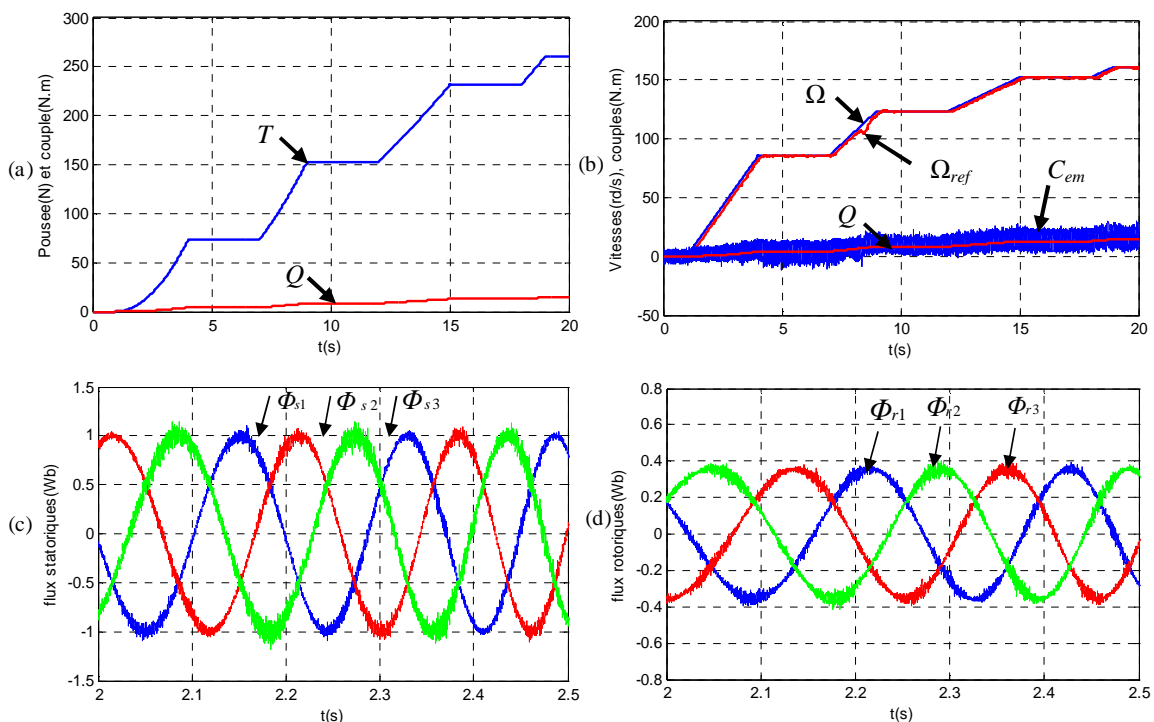 (a)
Pousee(N) et couple(N.m)
300
250
200
150
100
50
0
T
Q
0 5 10 15 20
t(s)
(b)
Vitesses(rd/s), couples(N.m)
200
150
100
50
0
-50
Ω
Ωref
Cem
Q
0 5 10 15 20
t(s)
(c)
flux statoriques(Wb)
1.5
1
0.5
0
-0.5
-1
-1.5
Φs1 Φs2 Φs3
2 2.1 2.2 2.3 2.4 2.5
t(s)
(d)
flux rotoriques(Wb)
0.8
0.6
0.4
0.2
0
-0.2
-0.4
-0.6
-0.8
Φr1 Φr2 Φr3
2 2.1 2.2 2.3 2.4 2.5
t(s)